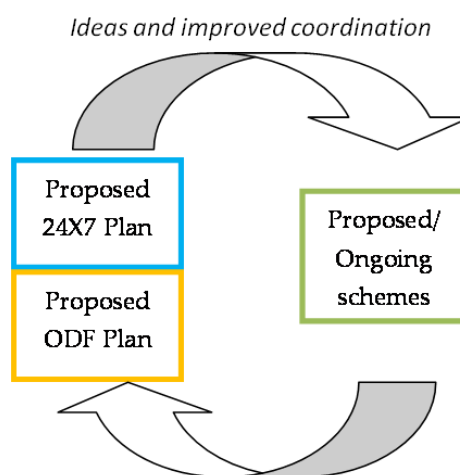 Ideas and improved coordination
Proposed
24X7 Plan
Proposed
ODF Plan
Proposed/
Ongoing
schemes